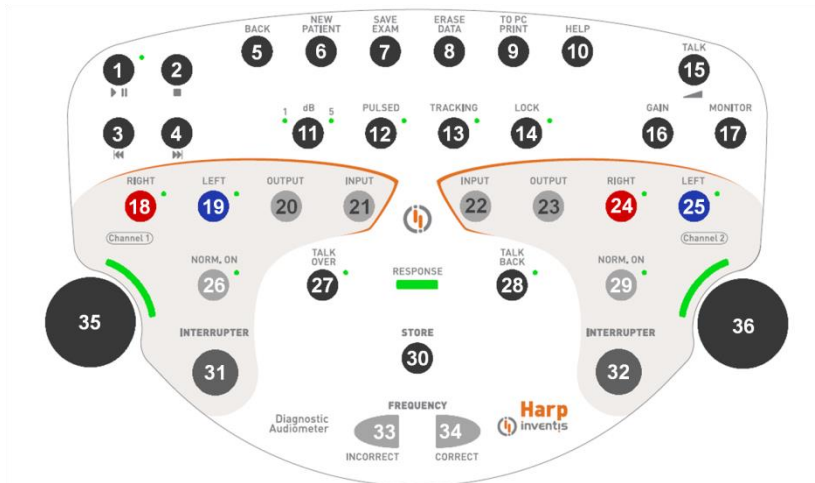 BACK
NEW
PATIENT
SAVE
EXAM
ERASE
DATA
TO PC
PRINT
HELP
TALK
5 6 7 8 9 10
1 2 15
3 4
1 dB 5
PULSED
TRACKING
LOCK
GAIN
MONITOR
11 12 13 14 16 17
RIGHT
LEFT
OUTPUT
INPUT
INPUT
OUTPUT
RIGHT
LEFT
18 19 20 21 22 23 24 25
Channel 1
Channel 2
NORM. ON
TALK
OVER
RESPONSE
TALK
BACK
NORM. ON
26 27 28 29
35 36
INTERRUPTER
STORE
INTERRUPTER
31 30 32
FREQUENCY
Diagnostic
Audiometer
33 34
INCORRECT
CORRECT
Harp
inventis